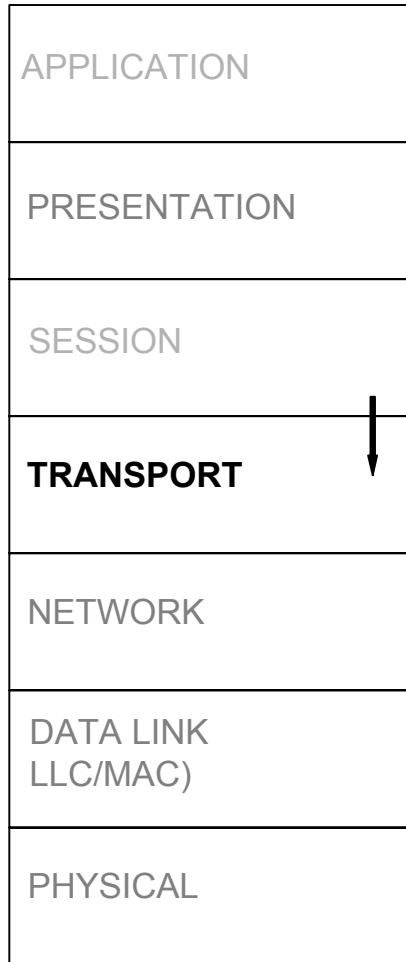 APPLICATION
PRESENTATION
SESSION
TRANSPORT
NETWORK
DATA LINK
LLC/MAC)
PHYSICAL